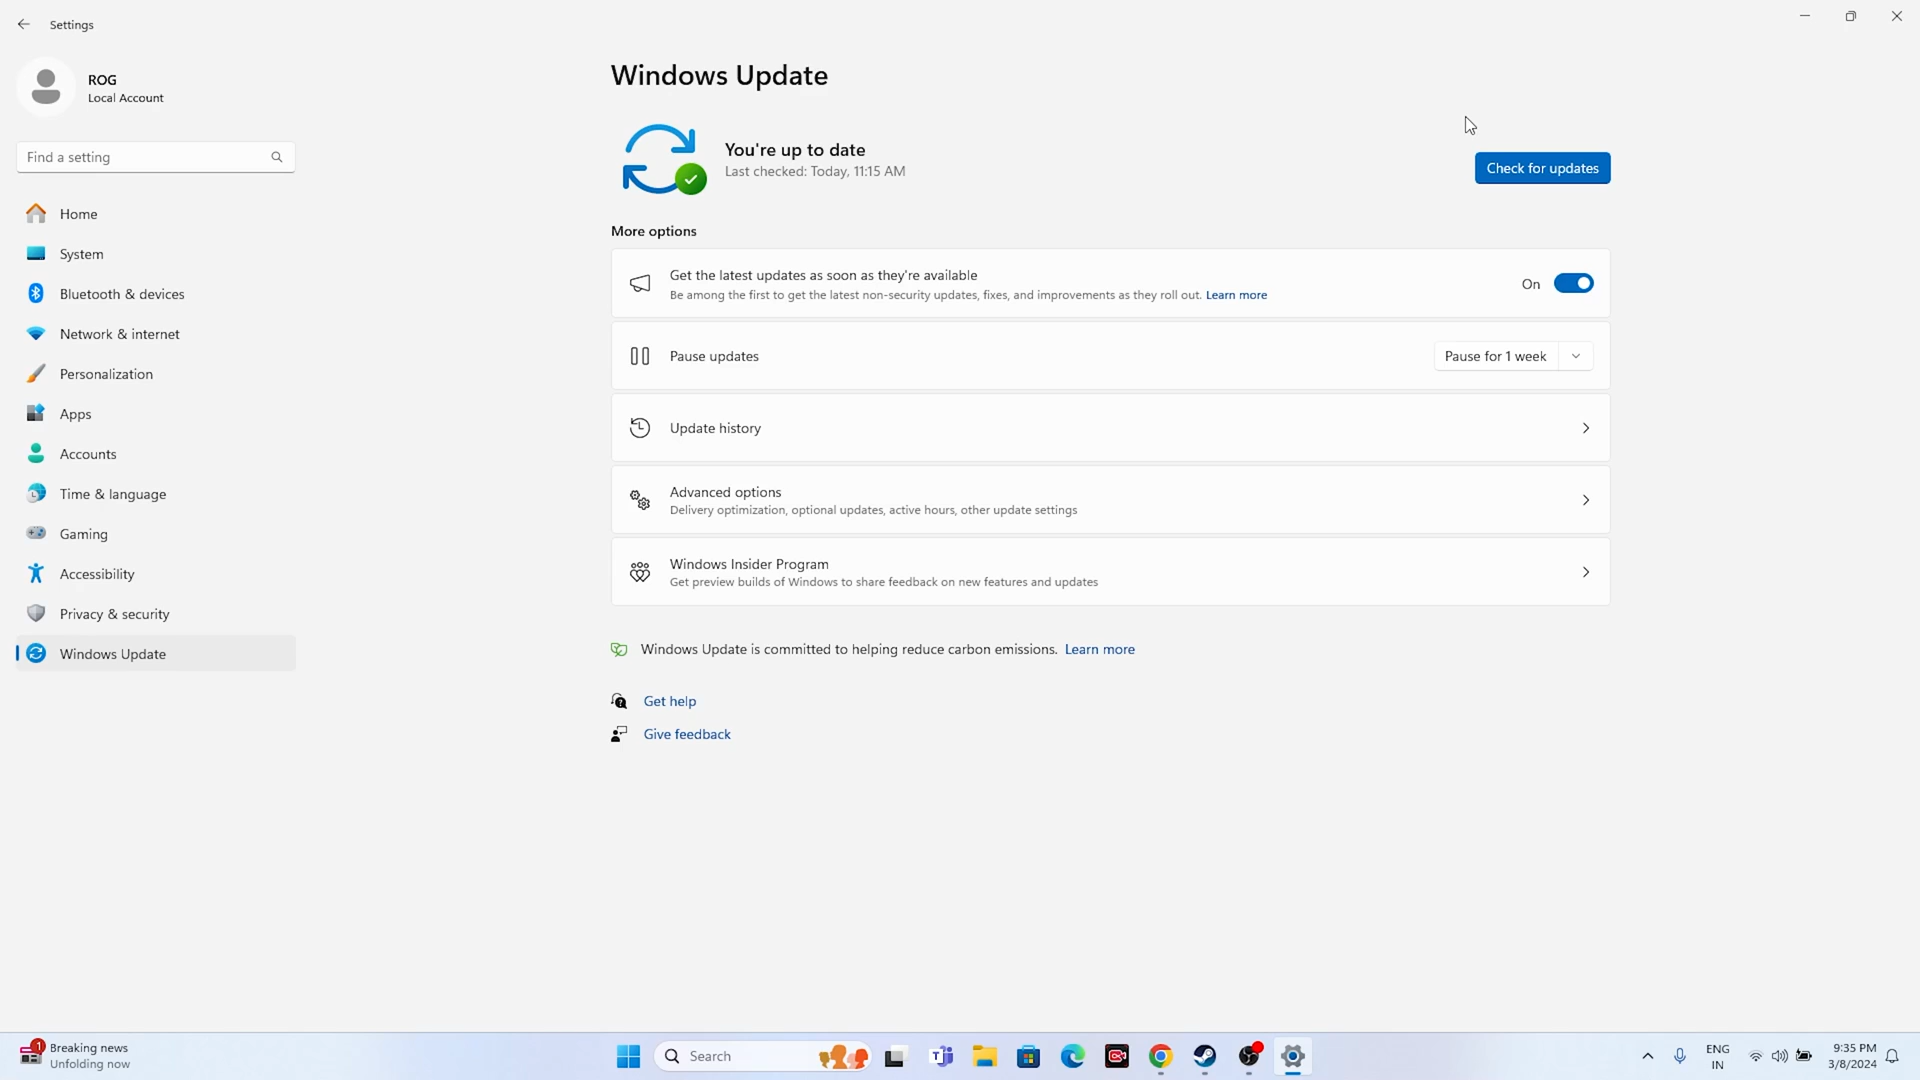 Settings
ROG
Local Account
Find a setting
Home
System
Bluetooth & devices
Network & internet
Personalization
Apps
Accounts
Time & language
Gaming
Accessibility
Privacy & security
Windows Update
Windows Update
You're up to date
Last checked: Today, 11:15 AM
Check for updates
More options
Get the latest updates as soon as they're available
Be among the first to get the latest non-security updates, fixes, and improvements as they roll out. Learn more
On
Pause updates
Pause for 1 week
Update history
Advanced options
Delivery optimization, optional updates, active hours, other update settings
Windows Insider Program
Get preview builds of Windows to share feedback on new features and updates
Windows Update is committed to helping reduce carbon emissions. Learn more
Get help
Give feedback
1
Breaking news
Unfolding now
Search
ENG
IN
9:35 PM
3/8/2024